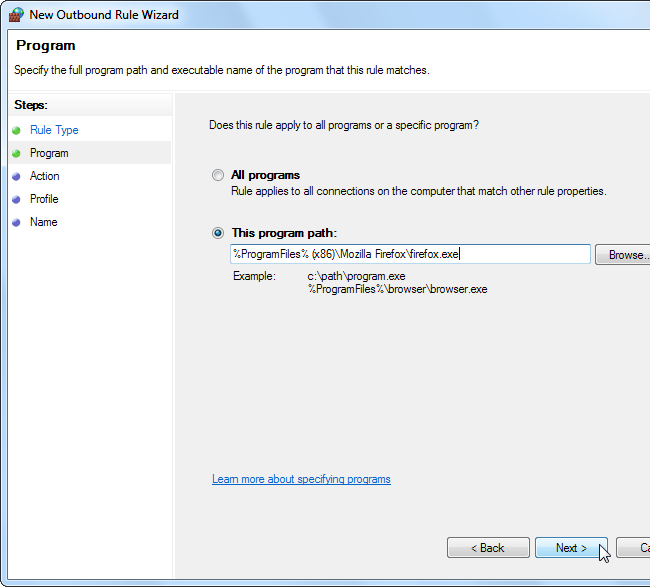 New Outbound Rule Wizard
Program
Specify the full program path and executable name of the program that this rule matches.
Steps:
Rule Type
Program
Action
Profile
Name
Does this rule apply to all programs or a specific program?
All programs
Rule applies to all connections on the computer that match other rule properties.
This program path:
%ProgramFiles% (x86)\Mozilla Firefox\firefox.exe
Browse...
Example: c:\path\program.exe
%ProgramFiles%\browser\browser.exe
Learn more about specifying programs
< Back
Next >
Ca